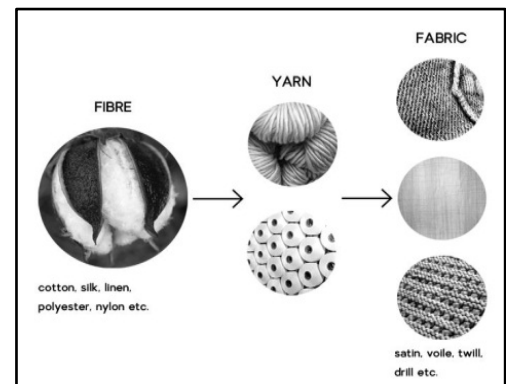 FIBRE
cotton, silk, linen,
polyester, nylon etc.
YARN
FABRIC
satin, voile, twill,
drill etc.